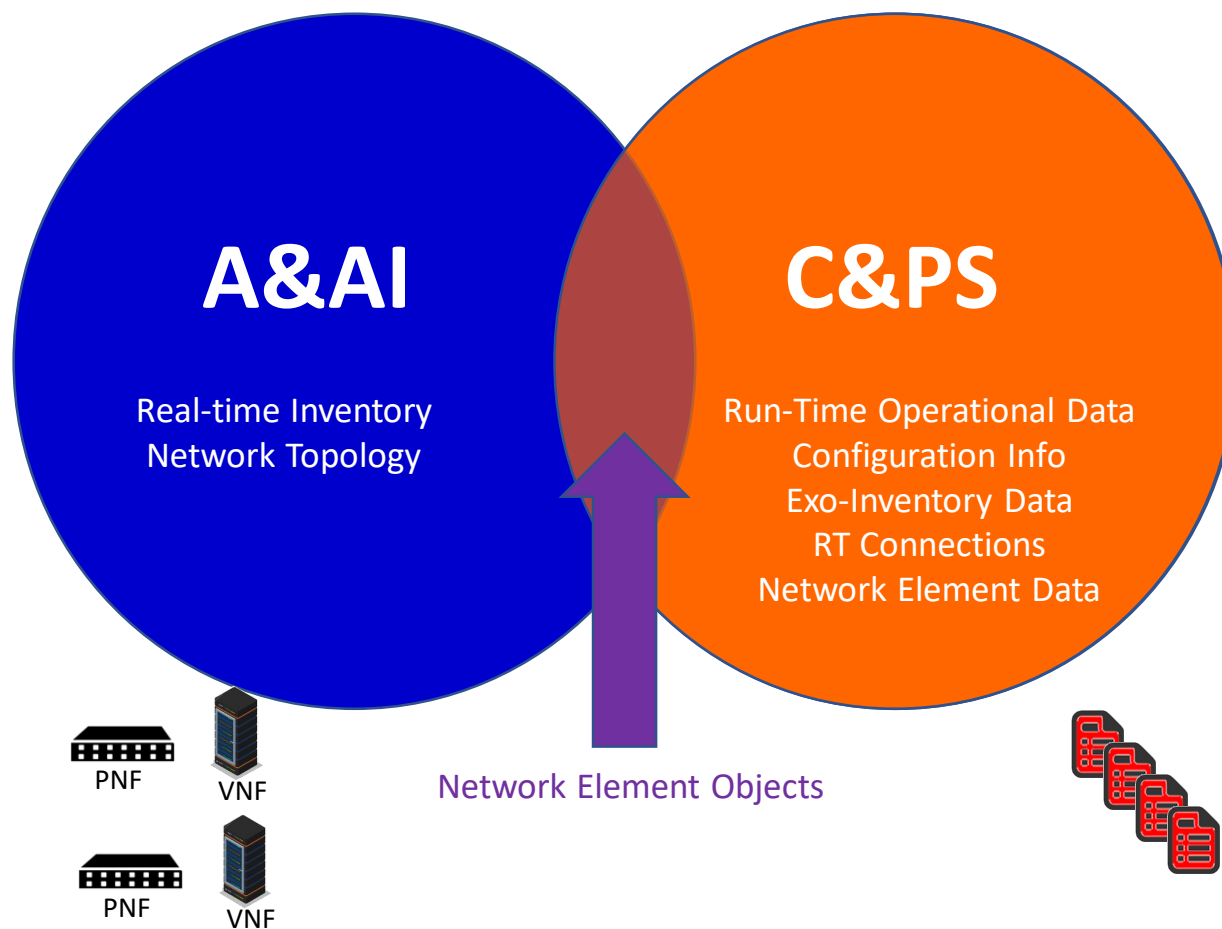 A&AI
Real-time Inventory
Network Topology
C&PS
Run-Time Operational Data
Configuration Info
Exo-Inventory Data
RT Connections
Network Element Data
Network Element Objects
PNF
VNF
PNF
VNF